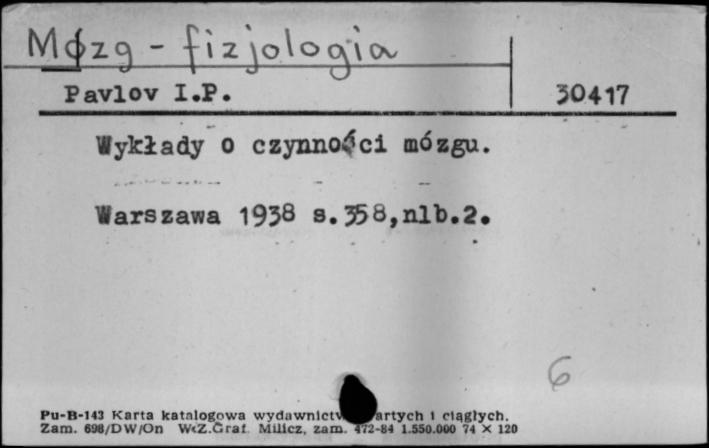 Mózg - fizjologia
Pavlov I.P. 30417
Wykłady o czynności mózgu.
Warszawa 1938 s.358,nlb.2.
6
Pu-B-143 Karta katalogowa wydawnictw artych i ciągłych.
Zam. 698/DW/On WZ.Graf. Milicz, zam. 472-84 1.550.000 74 x 120